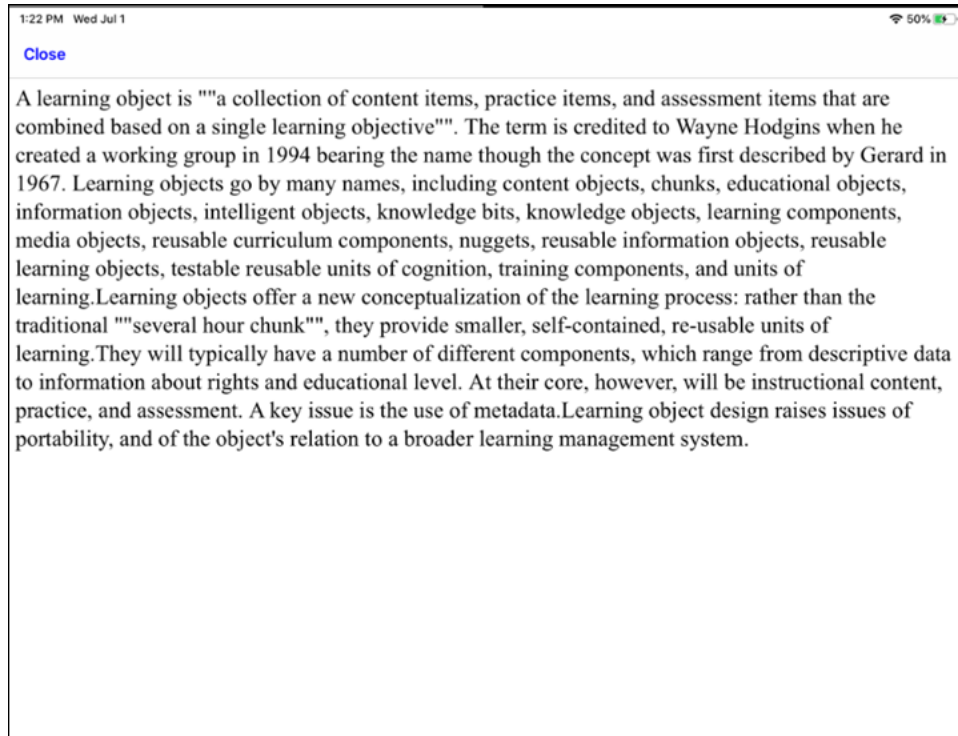 1:22 PM Wed Jul 1 50%
Close
A learning object is ""a collection of content items, practice items, and assessment items that are
combined based on a single learning objective"". The term is credited to Wayne Hodgins when he
created a working group in 1994 bearing the name though the concept was first described by Gerard in
1967. Learning objects go by many names, including content objects, chunks, educational objects,
information objects, intelligent objects, knowledge bits, knowledge objects, learning components,
media objects, reusable curriculum components, nuggets, reusable information objects, reusable
learning objects, testable reusable units of cognition, training components, and units of
learning.Learning objects offer a new conceptualization of the learning process: rather than the
traditional ""several hour chunk"", they provide smaller, self-contained, re-usable units of
learning.They will typically have a number of different components, which range from descriptive data
to information about rights and educational level. At their core, however, will be instructional content,
practice, and assessment. A key issue is the use of metadata.Learning object design raises issues of
portability, and of the object's relation to a broader learning management system.